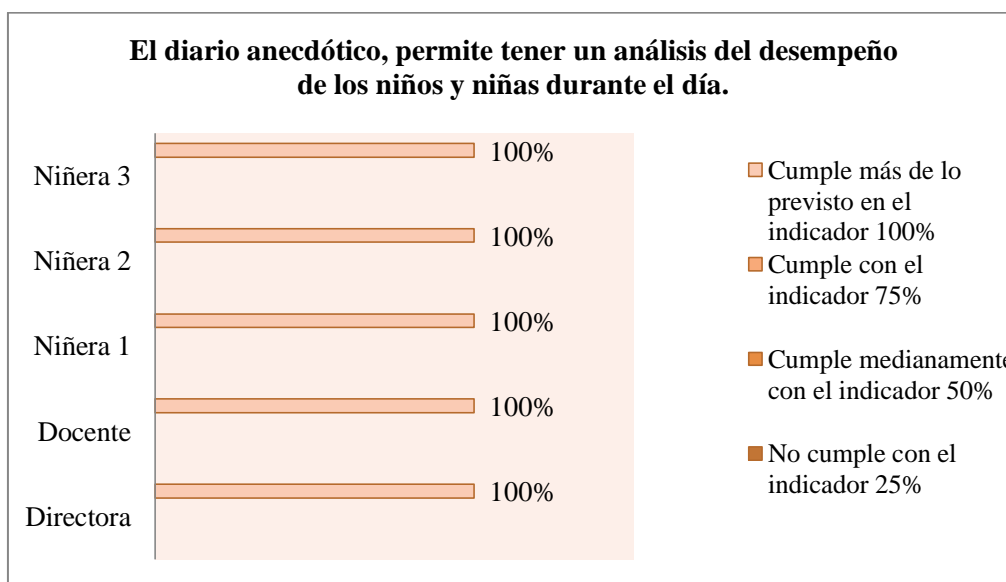 El diario anecdótico, permite tener un análisis del desempeño
de los niños y niñas durante el día.
Niñera 3
100%
Niñera 2
100%
Niñera 1
100%
Docente
100%
Directora
100%
Cumple más de lo
previsto en el
indicador 100%
Cumple con el
indicador 75%
Cumple medianamente
con el indicador 50%
No cumple con el
indicador 25%